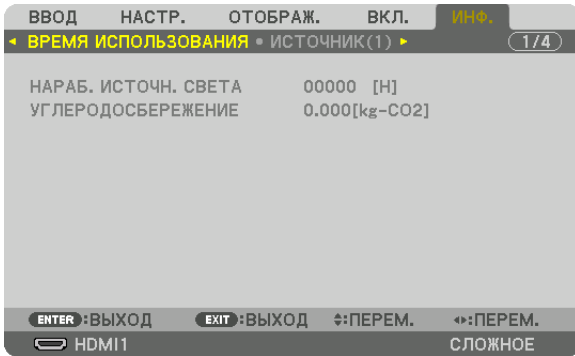 ВВОД НАСТР. ОТОБРАЖ. ВКЛ. ИНФ.
ВРЕМЯ ИСПОЛЬЗОВАНИЯ • ИСТОЧНИК(1) 1/4
НАРАБ. ИСТОЧН. СВЕТА 00000 [H]
УГЛЕРОДОСБЕРЕЖЕНИЕ 0.000[kg-CO2]
ENTER :ВЫХОД EXIT :ВЫХОД :ПЕРЕМ. :ПЕРЕМ.
HDMI1 СЛОЖНОЕ